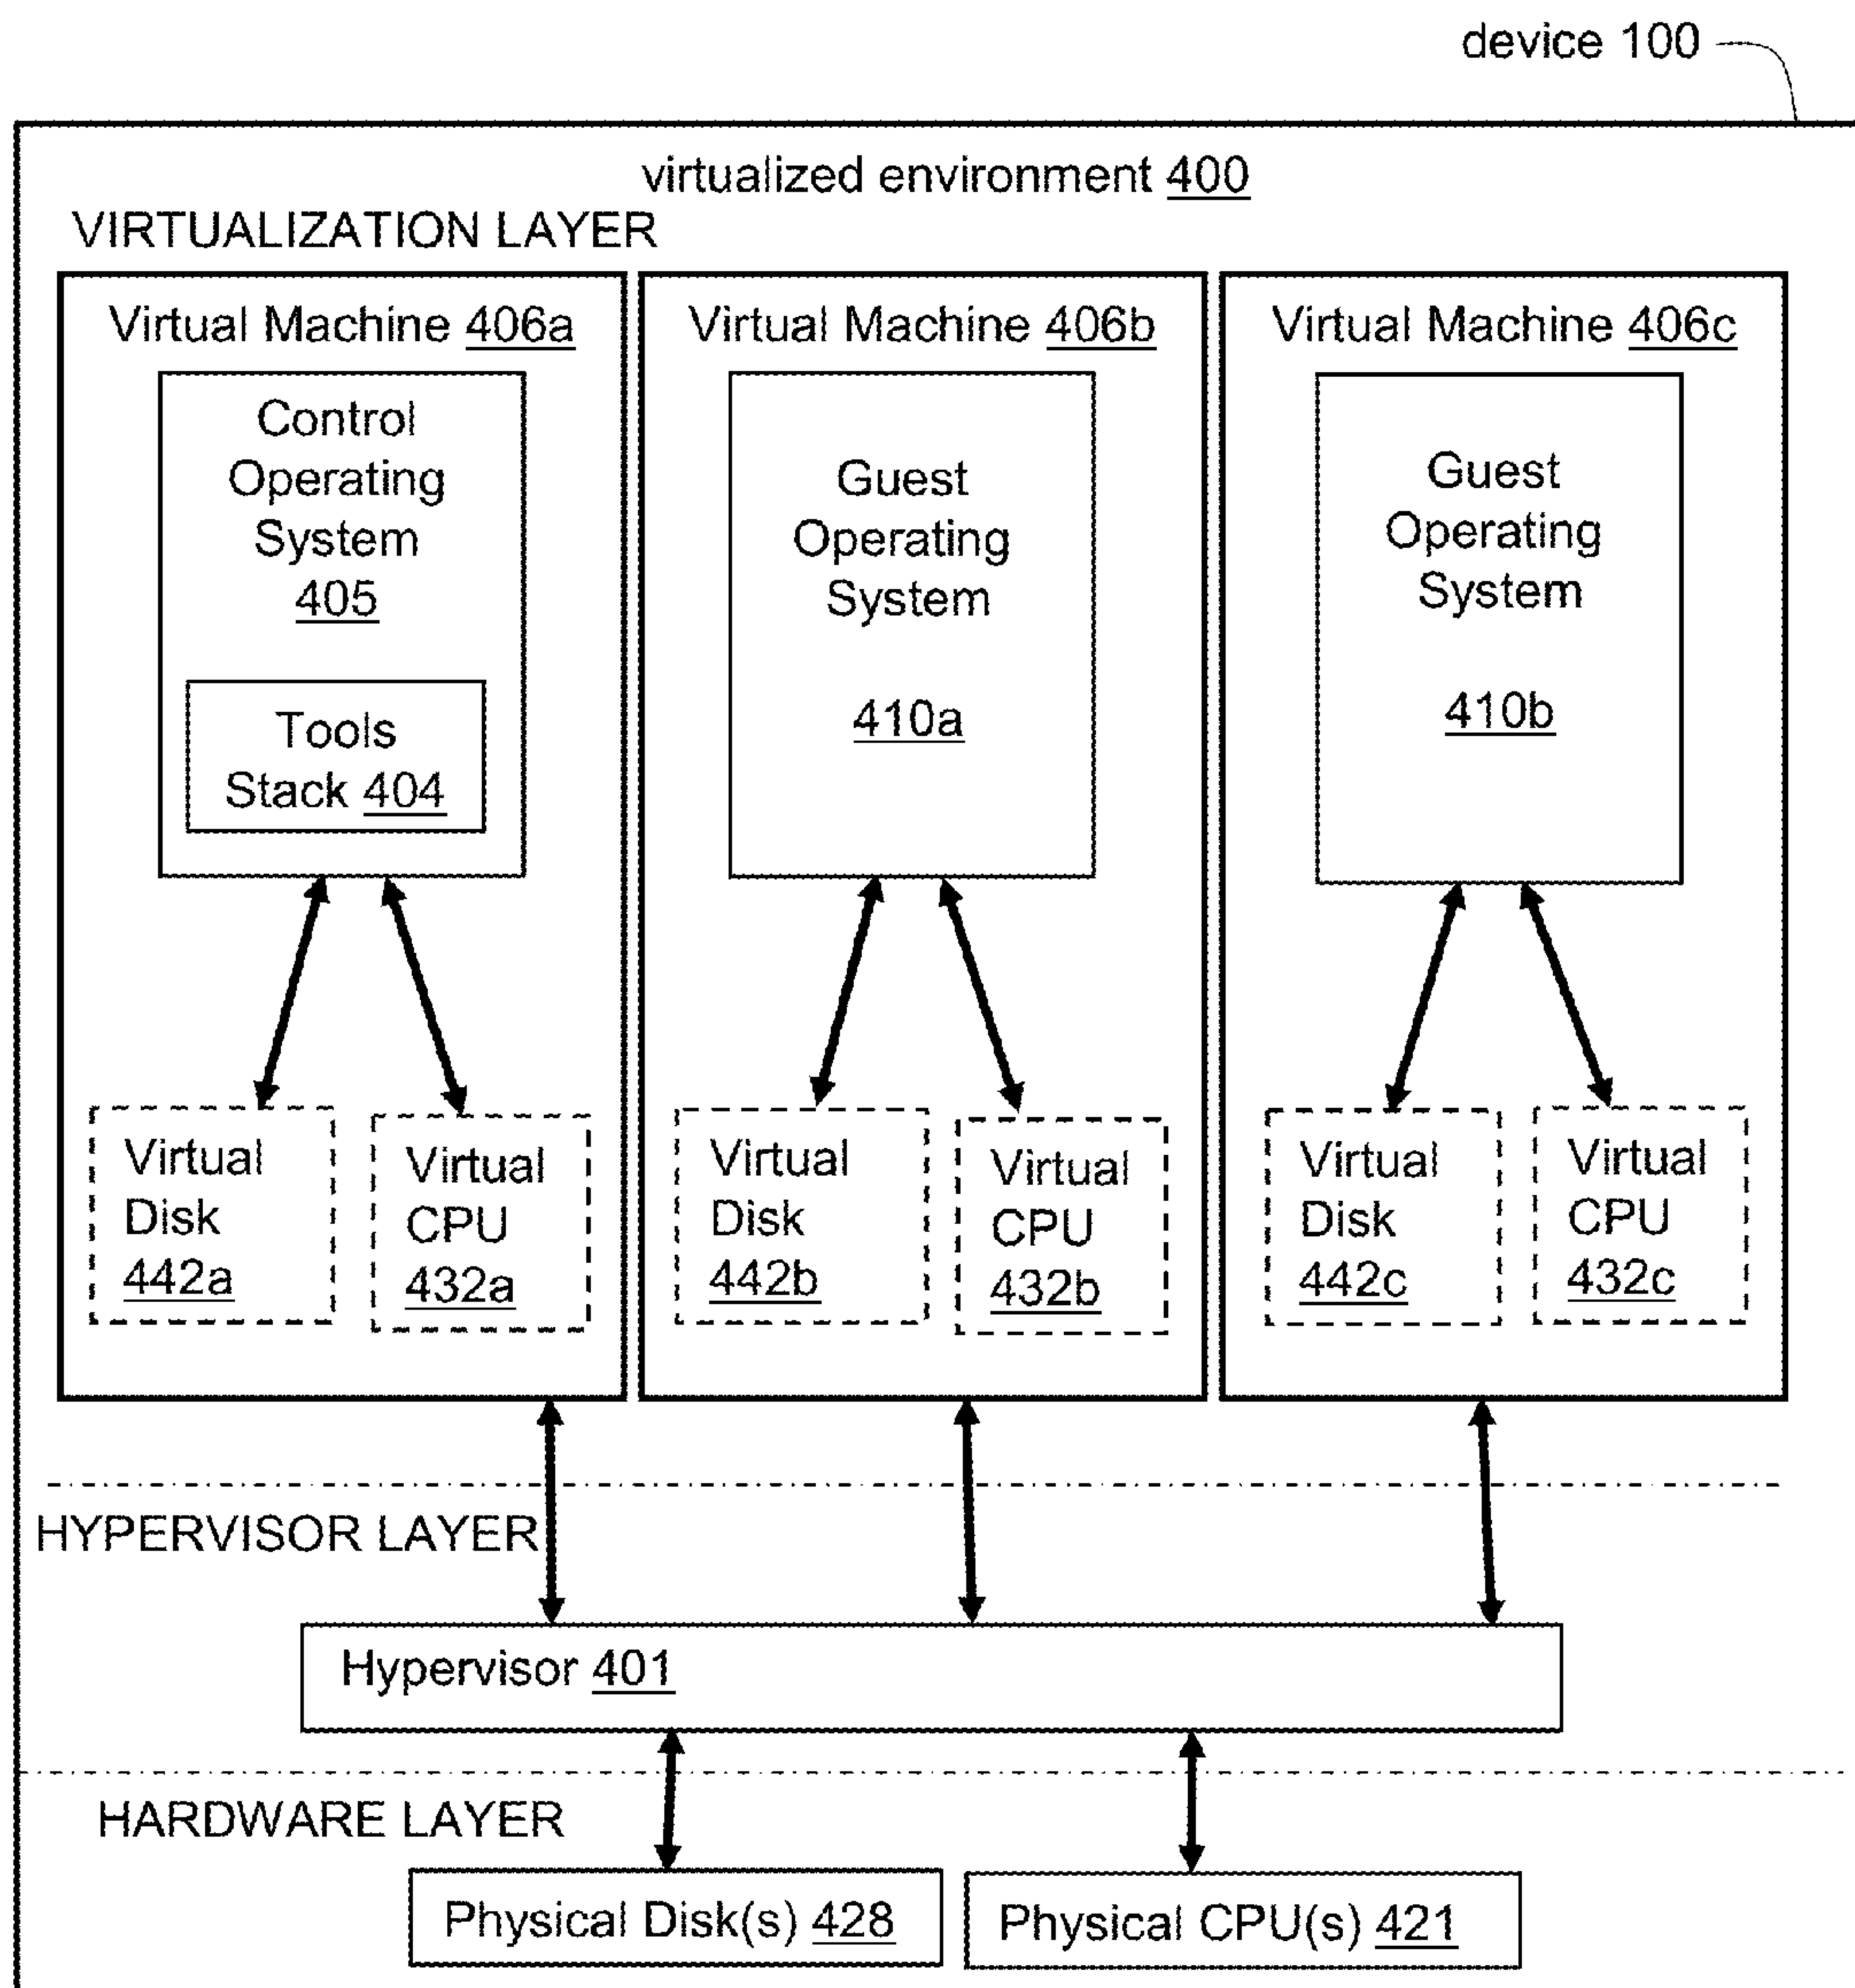 device 100
virtualized environment 400
VIRTUALIZATION LAYER
Virtual Machine 406a
Control
Operating
System
405
Tools
Stack 404
Virtual
Disk
442a
Virtual
CPU
432a
Virtual Machine 406b
Guest
Operating
System
410a
Virtual
Disk
442b
Virtual
CPU
432b
Virtual Machine 406c
Guest
Operating
System
410b
Virtual
Disk
442c
Virtual
CPU
432c
HYPERVISOR LAYER
Hypervisor 401
HARDWARE LAYER
Physical Disk(s) 428
Physical CPU(s) 421